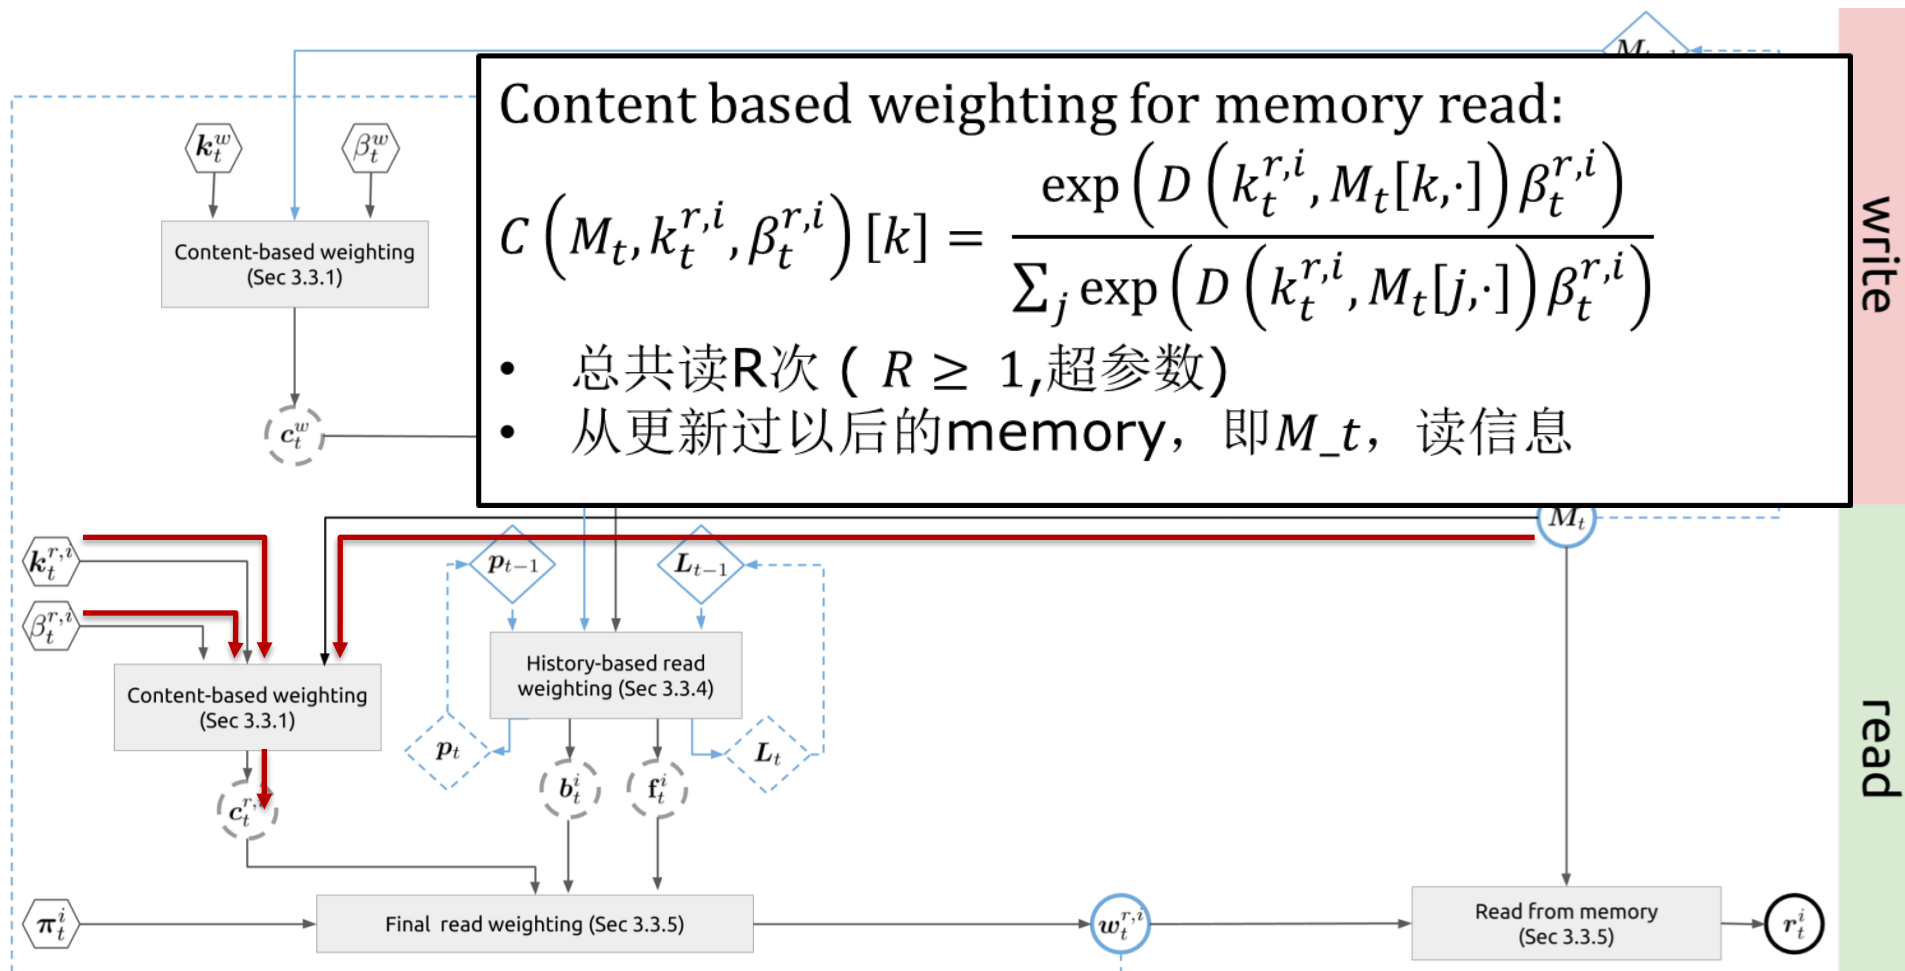 M_{t-1}
Content based weighting for memory read:
k_t^w
β_t^w
C(M_t, k_t^{r,i}, β_t^{r,i})[k] = exp(D(k_t^{r,i}, M_t[k,·])β_t^{r,i}) / ∑_j exp(D(k_t^{r,i}, M_t[j,·])β_t^{r,i})
Content-based weighting
(Sec 3.3.1)
• 总共读R次 ( R ≥ 1,超参数)
• 从更新过以后的memory，即M_t，读信息
c_t^w
write
M_t
k_t^{r,i}
p_{t-1}
L_{t-1}
β_t^{r,i}
Content-based weighting
(Sec 3.3.1)
History-based read
weighting (Sec 3.3.4)
p_t
L_t
b_t^i
f_t^i
c_t^{r,
read
π_t^i
Final read weighting (Sec 3.3.5)
w_t^{r,i}
Read from memory
(Sec 3.3.5)
r_t^i